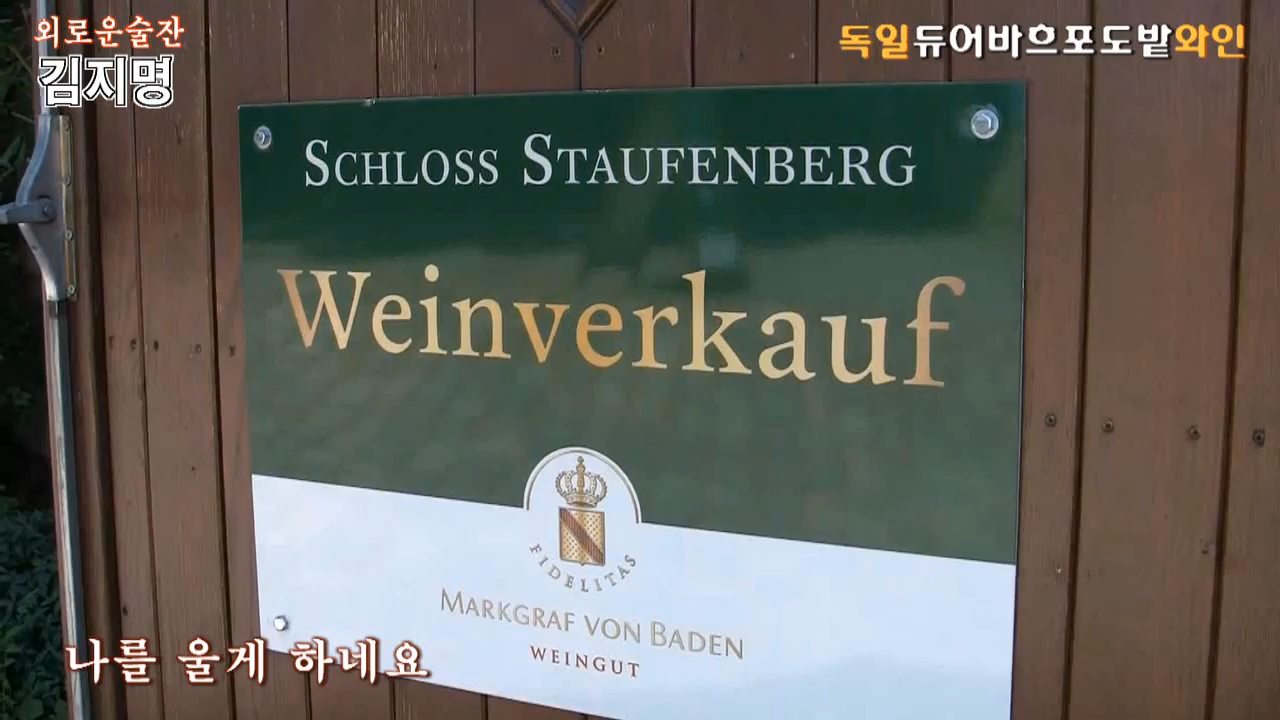 외로운술잔
김지명
독일듀어바흐포도밭와인
SCHLOSS STAUFENBERG
Weinverkauf
FIDELITAS
MARKGRAF VON BADEN
WEINGUT
나를 울게 하네요